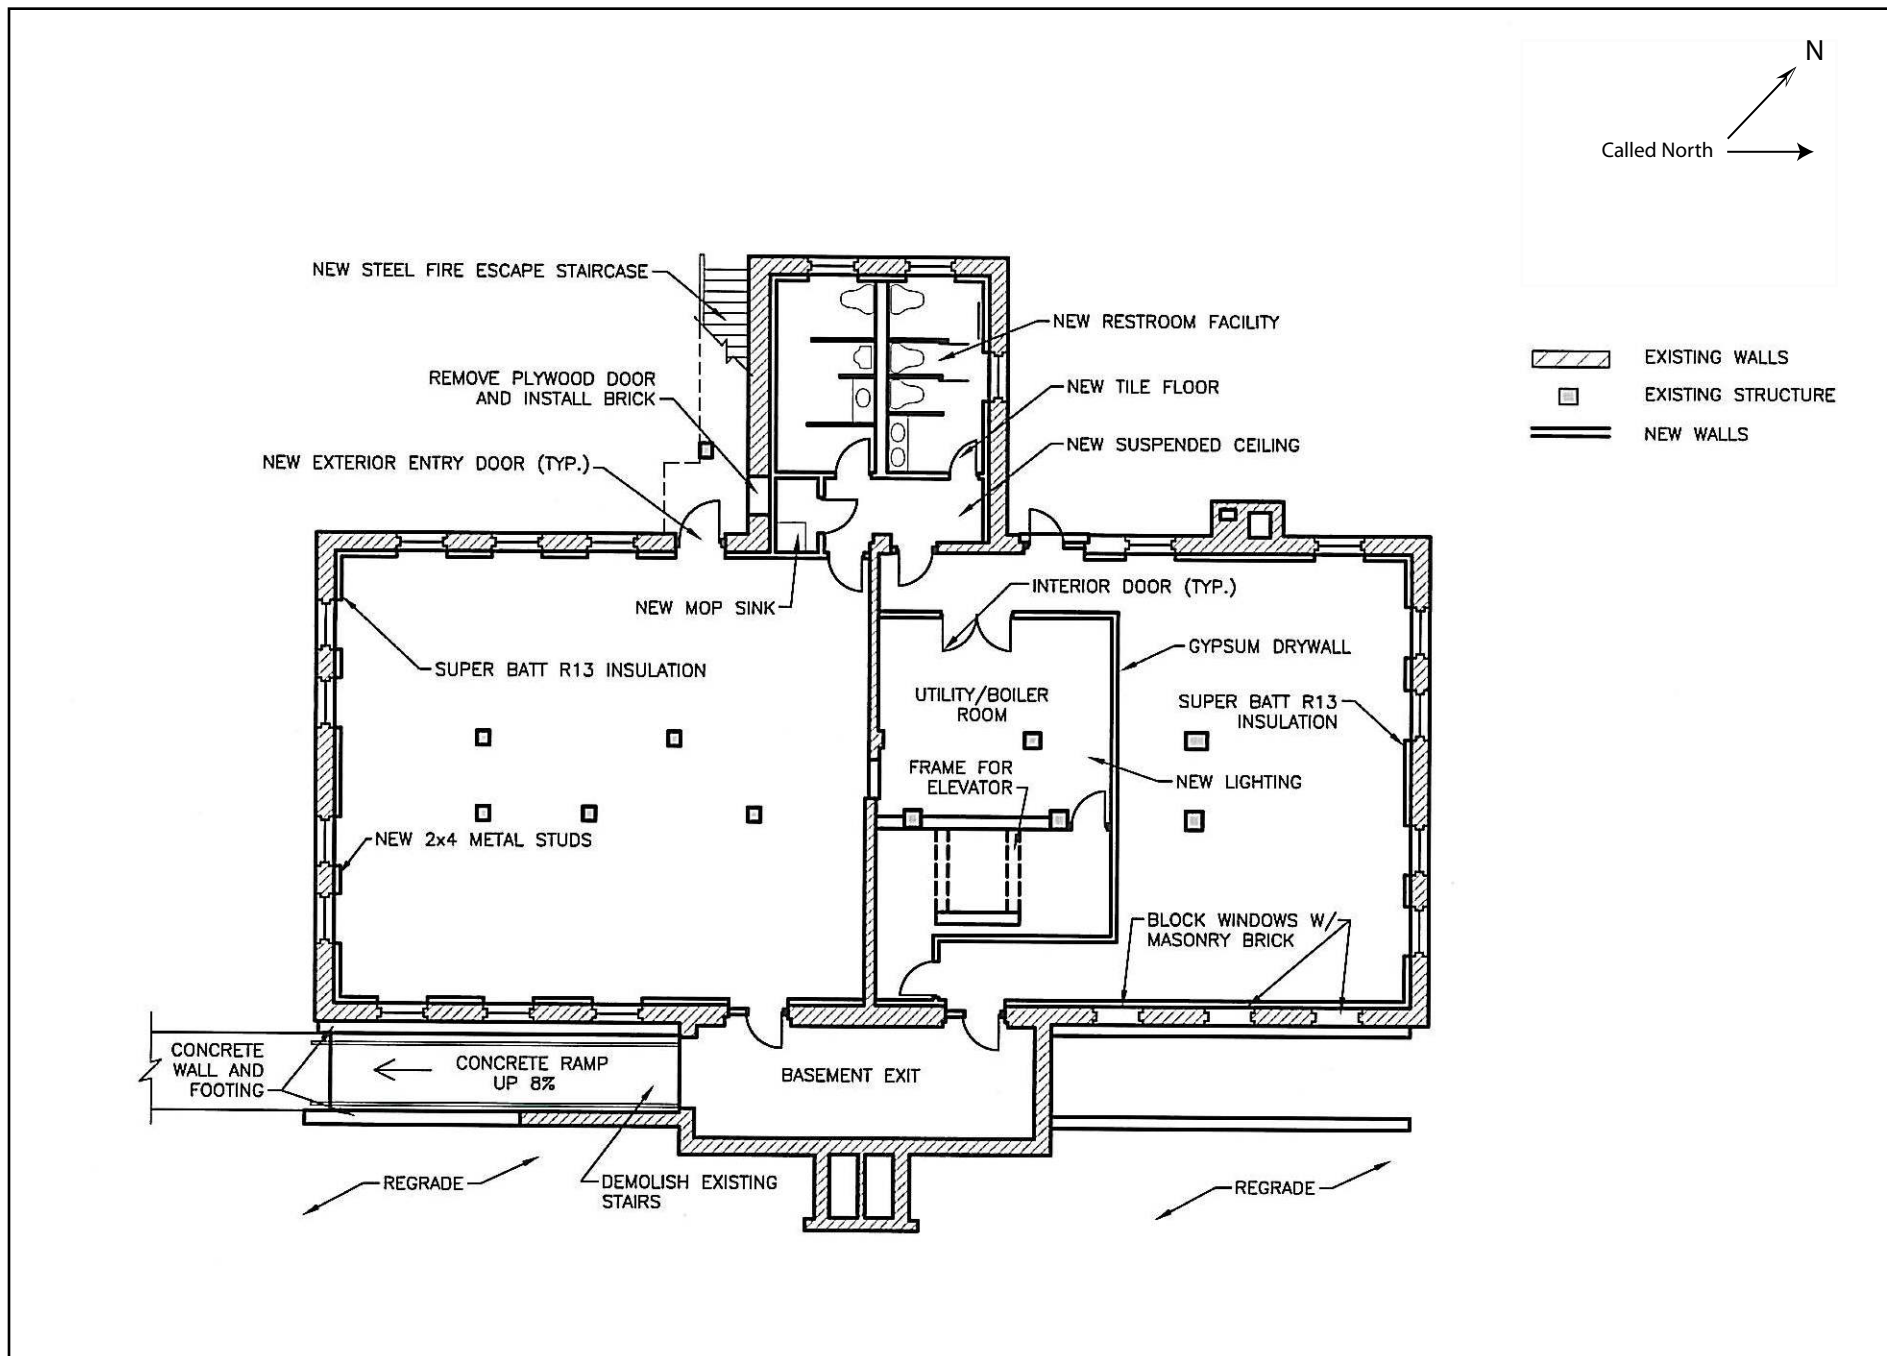 N
Called North
NEW STEEL FIRE ESCAPE STAIRCASE
NEW RESTROOM FACILITY
EXISTING WALLS
REMOVE PLYWOOD DOOR
AND INSTALL BRICK
NEW TILE FLOOR
EXISTING STRUCTURE
NEW WALLS
NEW SUSPENDED CEILING
NEW EXTERIOR ENTRY DOOR (TYP.)
INTERIOR DOOR (TYP.)
NEW MOP SINK
GYPSUM DRYWALL
SUPER BATT R13 INSULATION
UTILITY/BOILER
ROOM
SUPER BATT R13
INSULATION
FRAME FOR
ELEVATOR
NEW LIGHTING
NEW 2x4 METAL STUDS
BLOCK WINDOWS W/
MASONRY BRICK
CONCRETE
WALL AND
FOOTING
CONCRETE RAMP
UP 8%
BASEMENT EXIT
REGRADE
DEMOLISH EXISTING
STAIRS
REGRADE